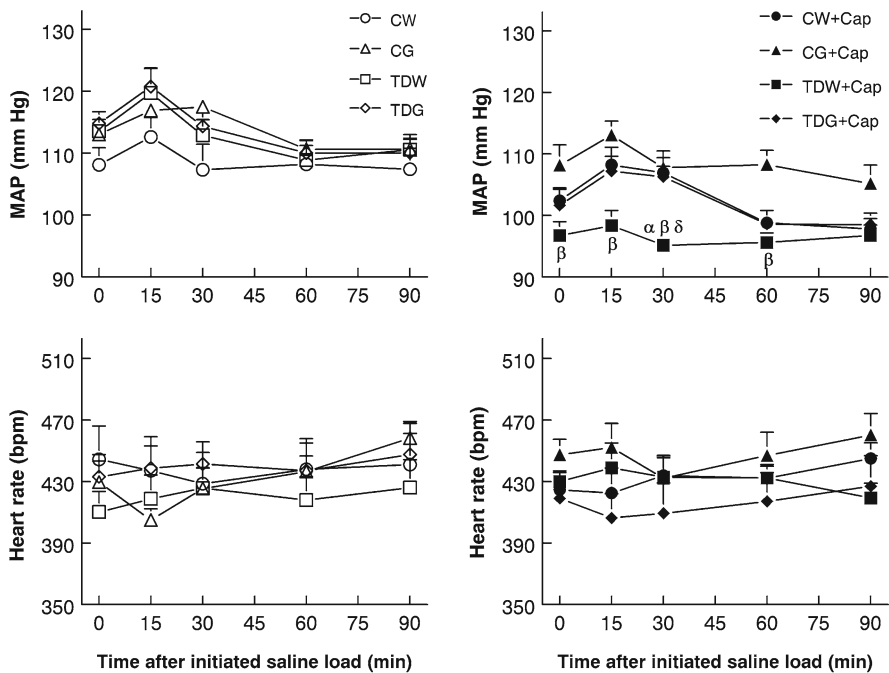 CW
CG
TDW
TDG
130
120
110
100
90
MAP (mm Hg)
0 15 30 45 60 75 90
CW+Cap
CG+Cap
TDW+Cap
TDG+Cap
130
120
110
100
90
MAP (mm Hg)
α β δ
β β β
0 15 30 45 60 75 90
510
470
430
390
350
Heart rate (bpm)
0 15 30 45 60 75 90
Time after initiated saline load (min)
510
470
430
390
350
Heart rate (bpm)
0 15 30 45 60 75 90
Time after initiated saline load (min)